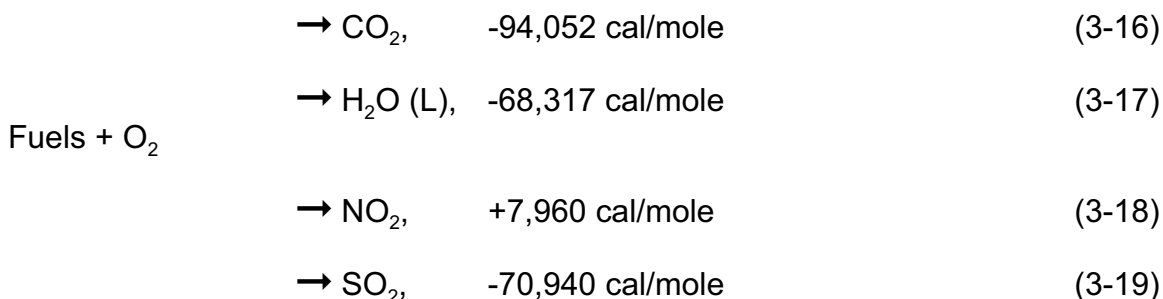 → CO₂, -94,052 cal/mole (3-16)
→ H₂O (L), -68,317 cal/mole (3-17)
Fuels + O₂
→ NO₂, +7,960 cal/mole (3-18)
→ SO₂, -70,940 cal/mole (3-19)